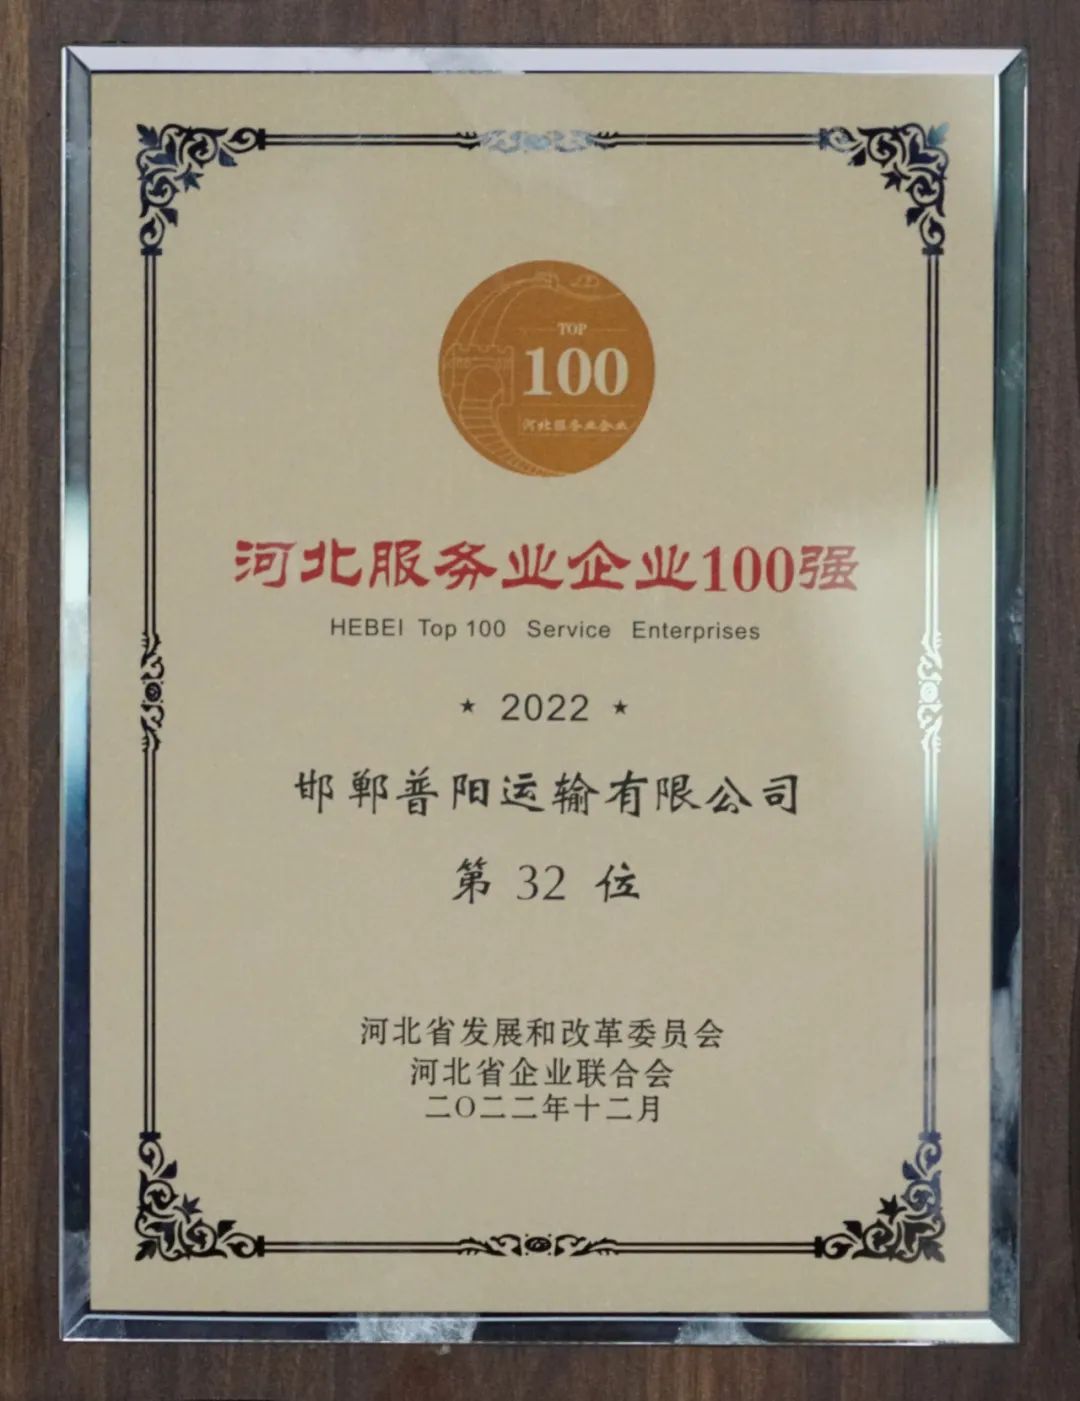 TOP
100
河北服务业企业
河北服务业企业100强
HEBEI Top 100 Service Enterprises
★ 2022 ★
邯郸普阳运输有限公司
第 32 位
河北省发展和改革委员会
河北省企业联合会
二〇二二年十二月